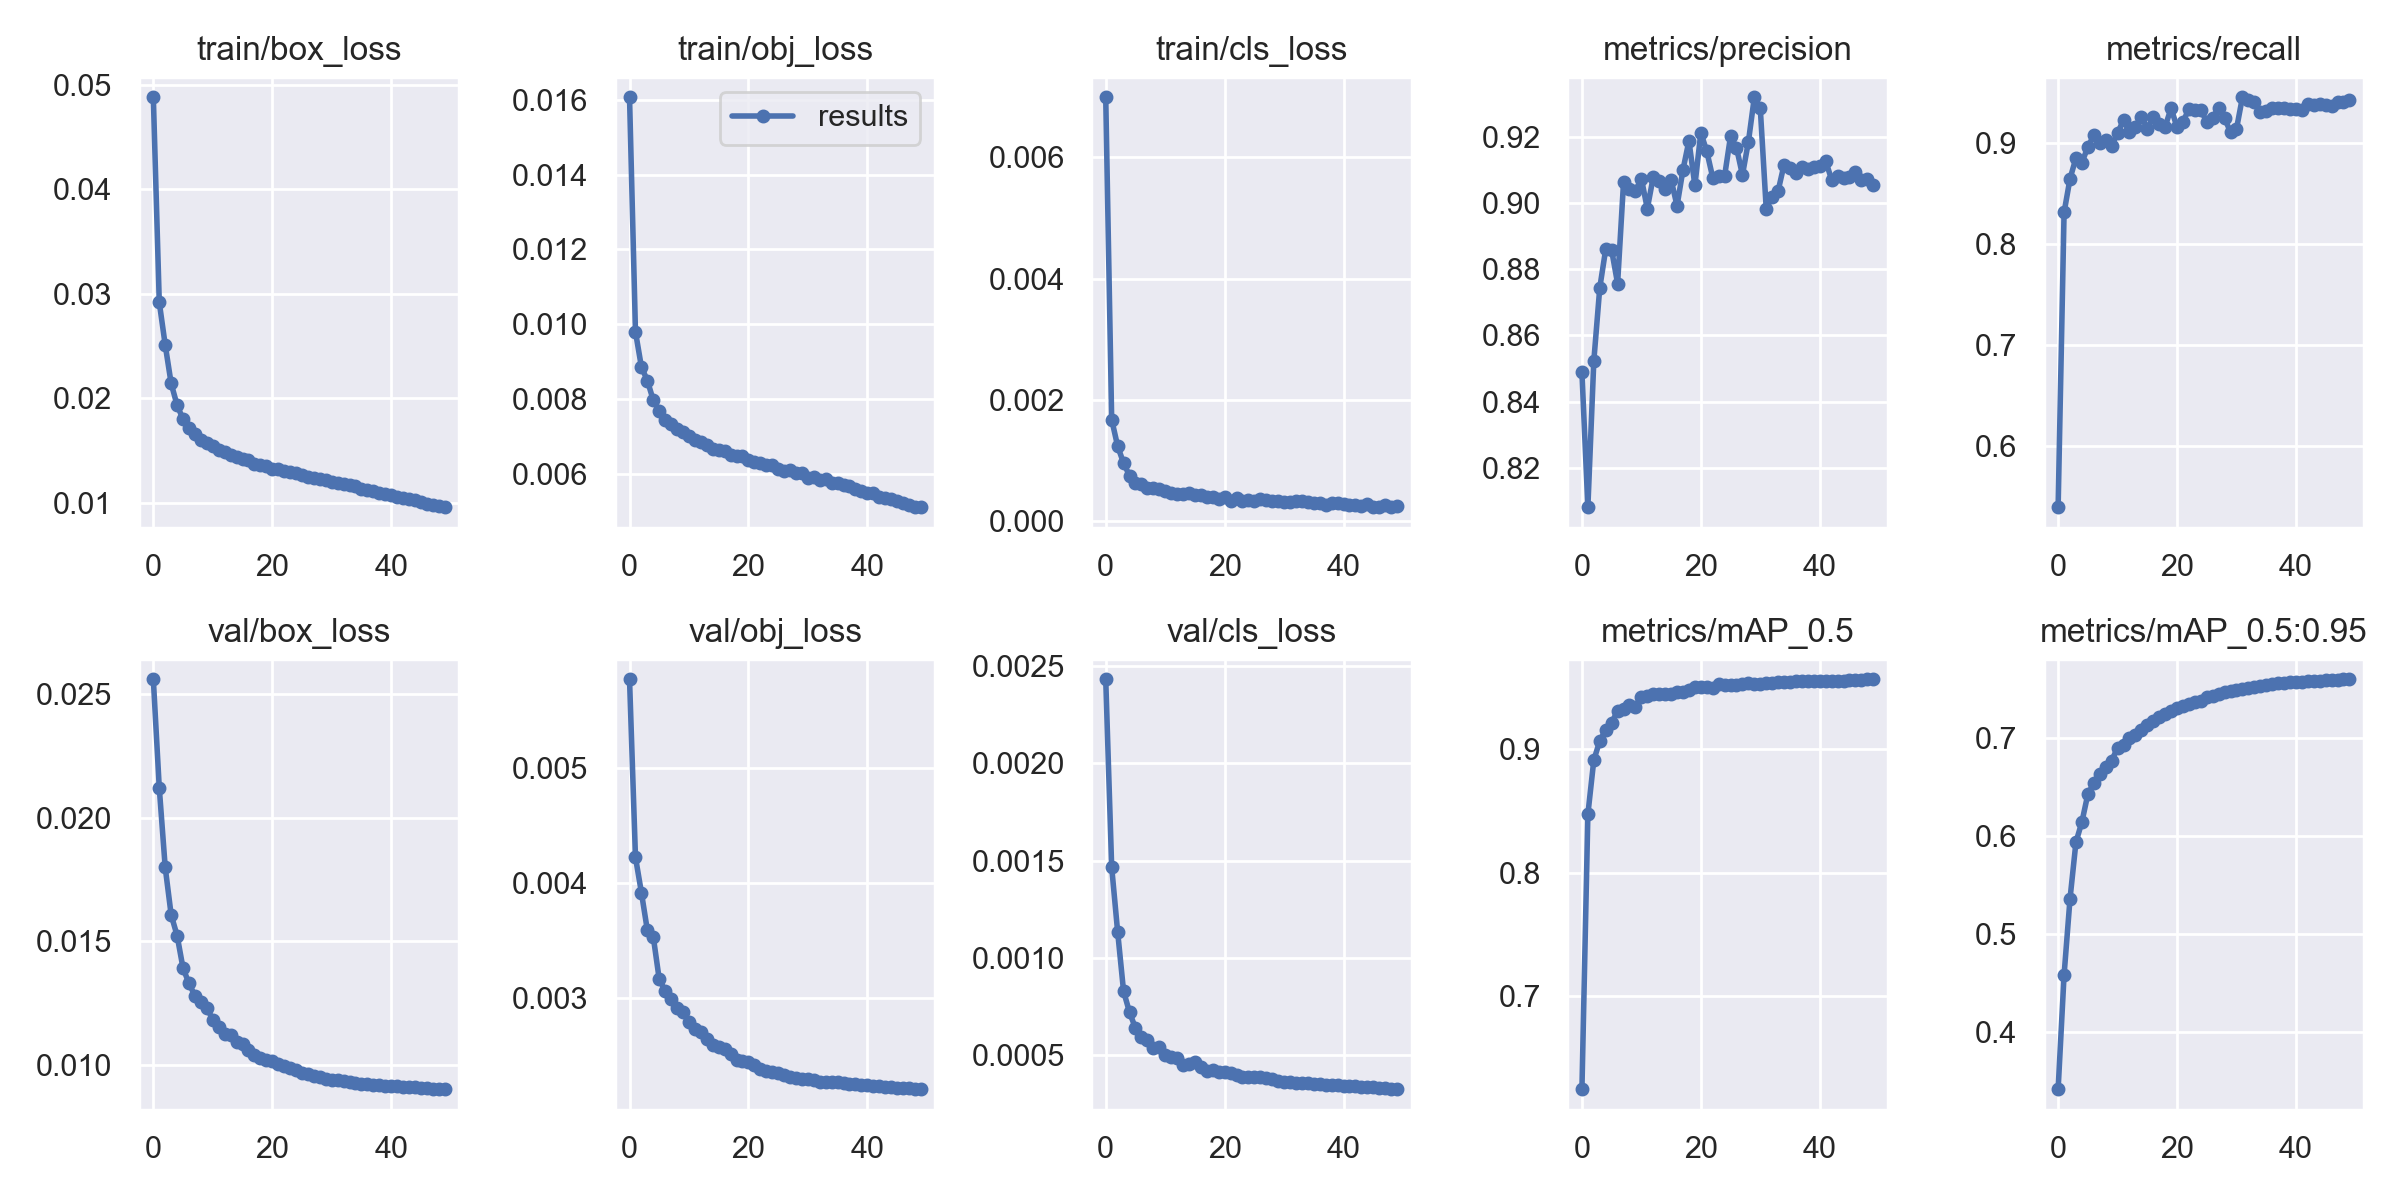 train/box_loss
0.05
0.04
0.03
0.02
0.01
0 20 40
train/obj_loss
results
0.016
0.014
0.012
0.010
0.008
0.006
0 20 40
train/cls_loss
0.006
0.004
0.002
0.000
0 20 40
metrics/precision
0.92
0.90
0.88
0.86
0.84
0.82
0 20 40
metrics/recall
0.9
0.8
0.7
0.6
0 20 40
val/box_loss
0.025
0.020
0.015
0.010
0 20 40
val/obj_loss
0.005
0.004
0.003
0 20 40
val/cls_loss
0.0025
0.0020
0.0015
0.0010
0.0005
0 20 40
metrics/mAP_0.5
0.9
0.8
0.7
0 20 40
metrics/mAP_0.5:0.95
0.7
0.6
0.5
0.4
0 20 40